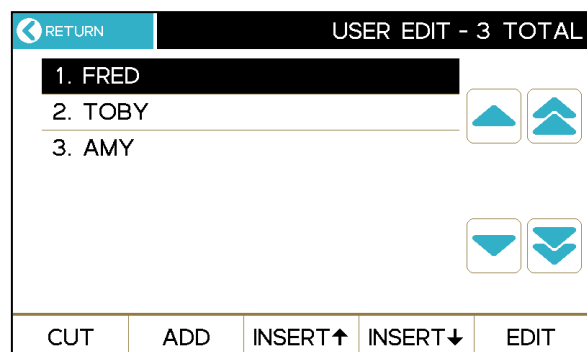 RETURN USER EDIT - 3 TOTAL
1. FRED
2. TOBY
3. AMY
CUT ADD INSERT↑ INSERT↓ EDIT